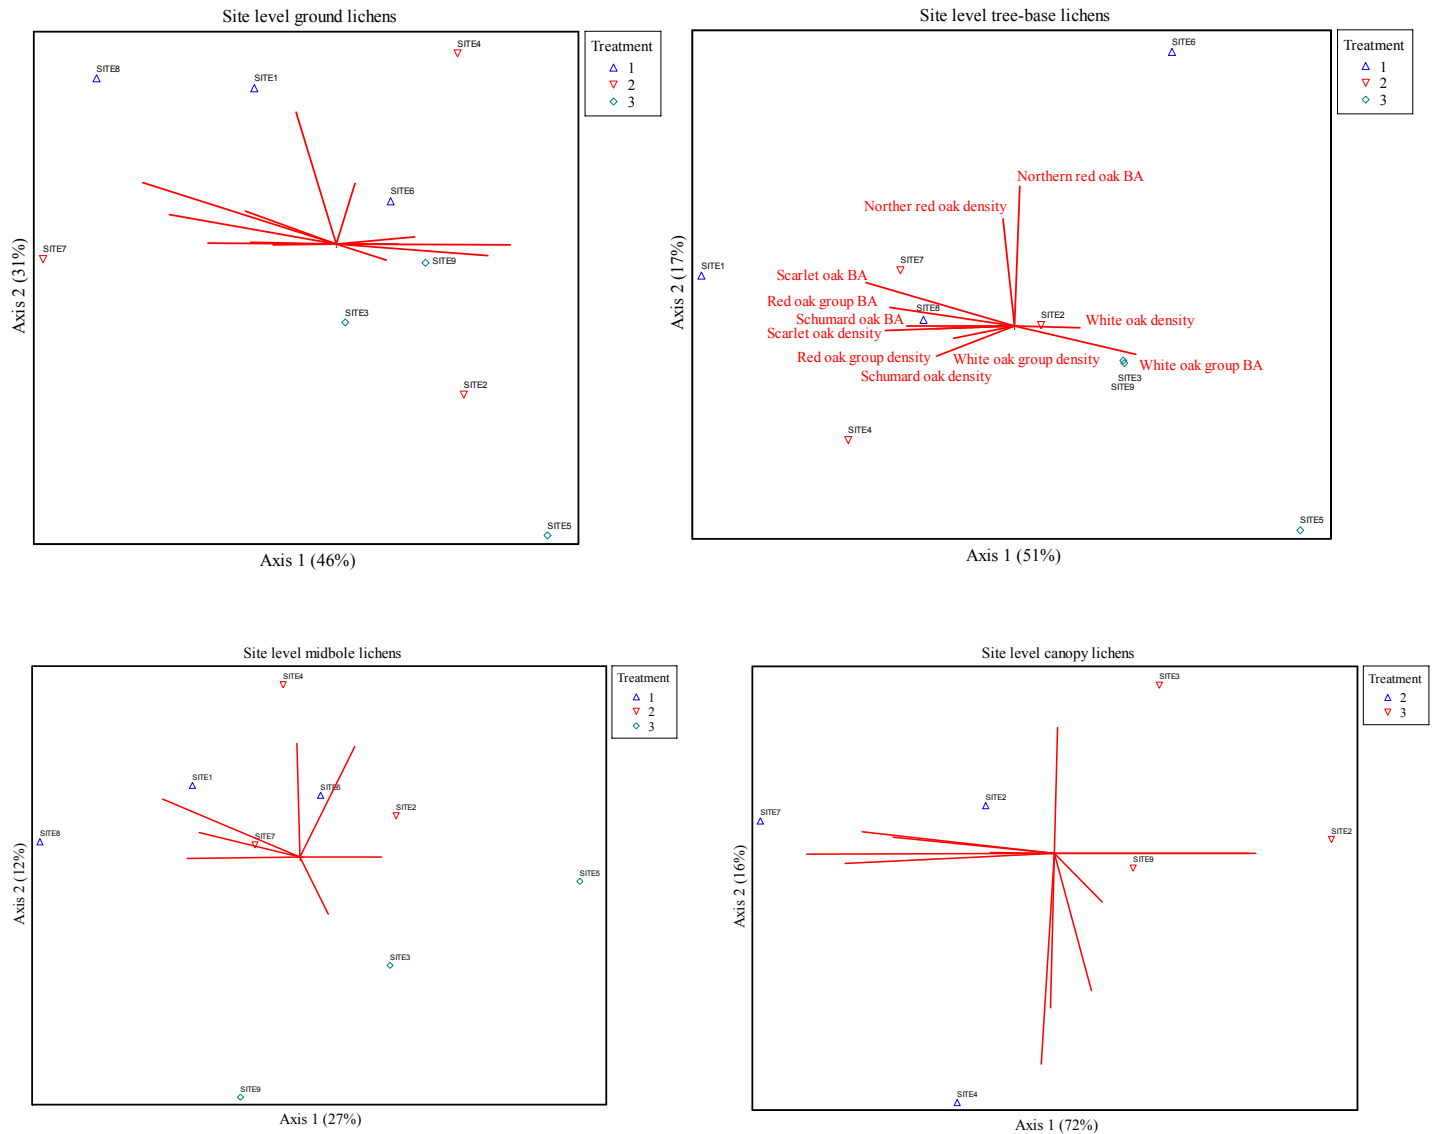 Site level ground lichens
Treatment
1
2
3
SITE4
SITE8
SITE1
SITE6
SITE7
SITE9
SITE3
SITE2
SITE5
Axis 2 (31%)
Axis 1 (46%)
Site level tree-base lichens
Treatment
1
2
3
SITE6
Northern red oak BA
Norther red oak density
SITE1
SITE7
Scarlet oak BA
Red oak group BA
SITE8
Schumard oak BA
SITE2
White oak density
Scarlet oak density
Red oak group density
White oak group density
White oak group BA
Schumard oak density
SITE3
SITE9
SITE4
SITE5
Axis 2 (17%)
Axis 1 (51%)
Site level midbole lichens
Treatment
1
2
3
SITE4
SITE1
SITE6
SITE2
SITE8
SITE7
SITE5
SITE3
SITE9
Axis 2 (12%)
Axis 1 (27%)
Site level canopy lichens
Treatment
2
3
SITE3
SITE2
SITE7
SITE2
SITE9
SITE4
Axis 2 (16%)
Axis 1 (72%)